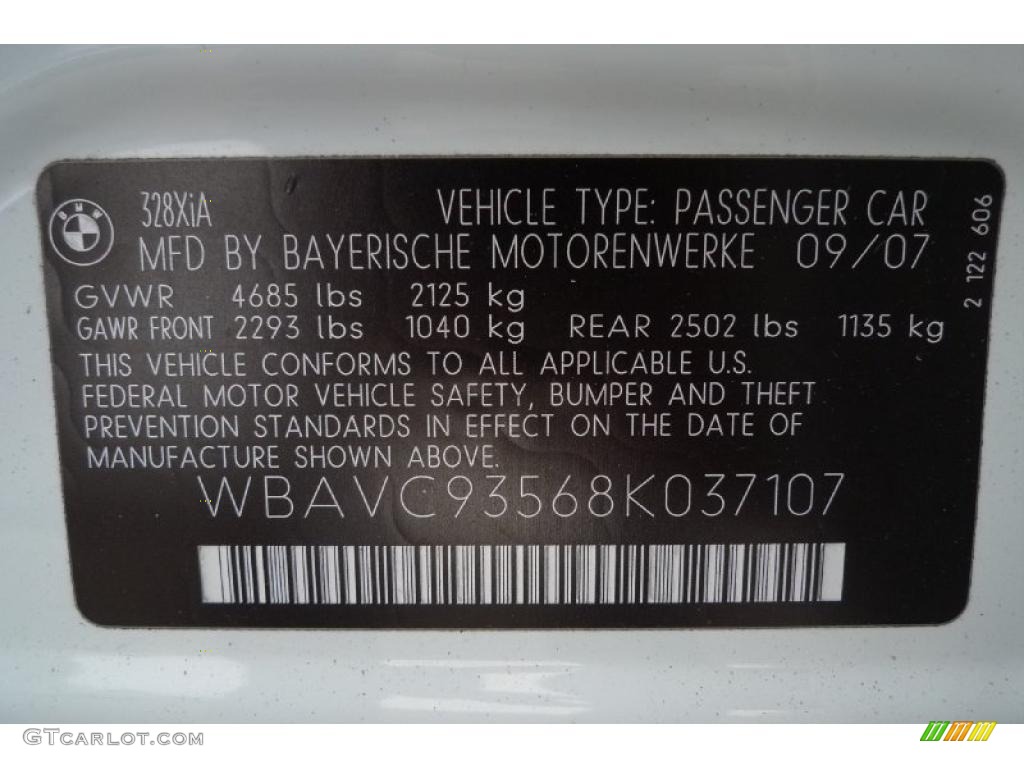 BMW
328XiA VEHICLE TYPE: PASSENGER CAR
MFD BY BAYERISCHE MOTORENWERKE 09/07
GVWR 4685 lbs 2125 kg
GAWR FRONT 2293 lbs 1040 kg REAR 2502 lbs 1135 kg
THIS VEHICLE CONFORMS TO ALL APPLICABLE U.S.
FEDERAL MOTOR VEHICLE SAFETY, BUMPER AND THEFT
PREVENTION STANDARDS IN EFFECT ON THE DATE OF
MANUFACTURE SHOWN ABOVE.
WBAVC93568K037107
2 122 606
GTCARLOT.COM